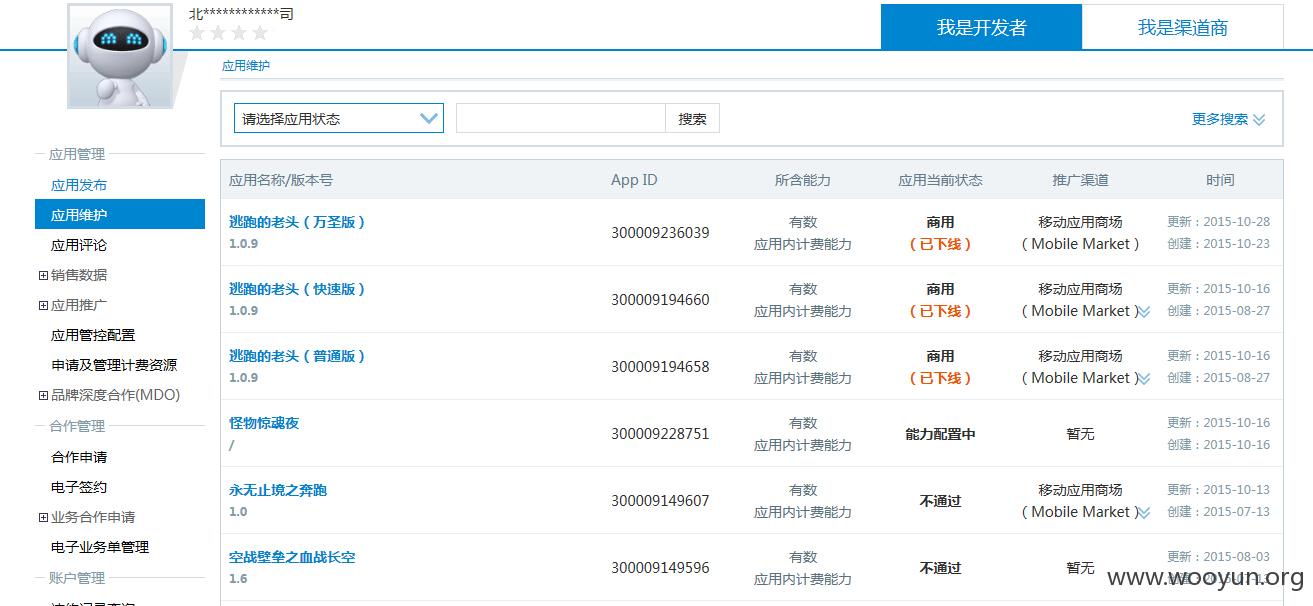 北************司
我是开发者
我是渠道商
应用维护
请选择应用状态
搜索
更多搜索
应用管理
应用发布
应用维护
应用评论
销售数据
应用推广
应用管控配置
申请及管理计费资源
品牌深度合作(MDO)
合作管理
合作申请
电子签约
业务合作申请
电子业务单管理
账户管理
应用名称/版本号 App ID 所含能力 应用当前状态 推广渠道 时间
逃跑的老头（万圣版） 有数 商用 移动应用商场 更新：2015-10-28
1.0.9 300009236039 应用内计费能力 （已下线） （Mobile Market） 创建：2015-10-23
逃跑的老头（快速版） 有数 商用 移动应用商场 更新：2015-10-16
1.0.9 300009194660 应用内计费能力 （已下线） （Mobile Market） 创建：2015-08-27
逃跑的老头（普通版） 有数 商用 移动应用商场 更新：2015-10-16
1.0.9 300009194658 应用内计费能力 （已下线） （Mobile Market） 创建：2015-08-27
怪物惊魂夜 有数 更新：2015-10-16
/ 300009228751 应用内计费能力 能力配置中 暂无 创建：2015-10-16
永无止境之奔跑 有数 移动应用商场 更新：2015-10-13
1.0 300009149607 应用内计费能力 不通过 （Mobile Market） 创建：2015-07-13
空战壁垒之血战长空 有数 更新：2015-08-03
1.6 300009149596 应用内计费能力 不通过 暂无
www.wooyun.org